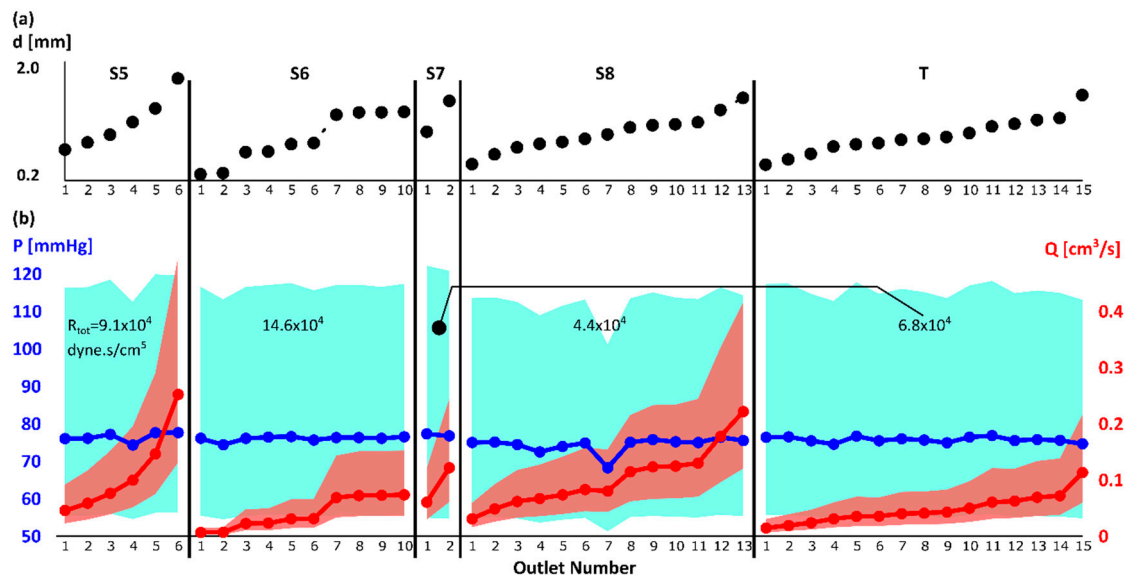 (a)
d [mm]
2.0
S5 S6 S7 S8 T
0.2
1 2 3 4 5 6 1 2 3 4 5 6 7 8 9 10 1 2 1 2 3 4 5 6 7 8 9 10 11 12 13 1 2 3 4 5 6 7 8 9 10 11 12 13 14 15
(b)
P [mmHg] Q [cm³/s]
120
110 0.4
R_tot=9.1x10⁴ 14.6x10⁴ 4.4x10⁴ 6.8x10⁴
dyne.s/cm⁵
100
0.3
90
80
0.2
70
0.1
60
50 0
1 2 3 4 5 6 1 2 3 4 5 6 7 8 9 10 1 2 1 2 3 4 5 6 7 8 9 10 11 12 13 1 2 3 4 5 6 7 8 9 10 11 12 13 14 15
Outlet Number